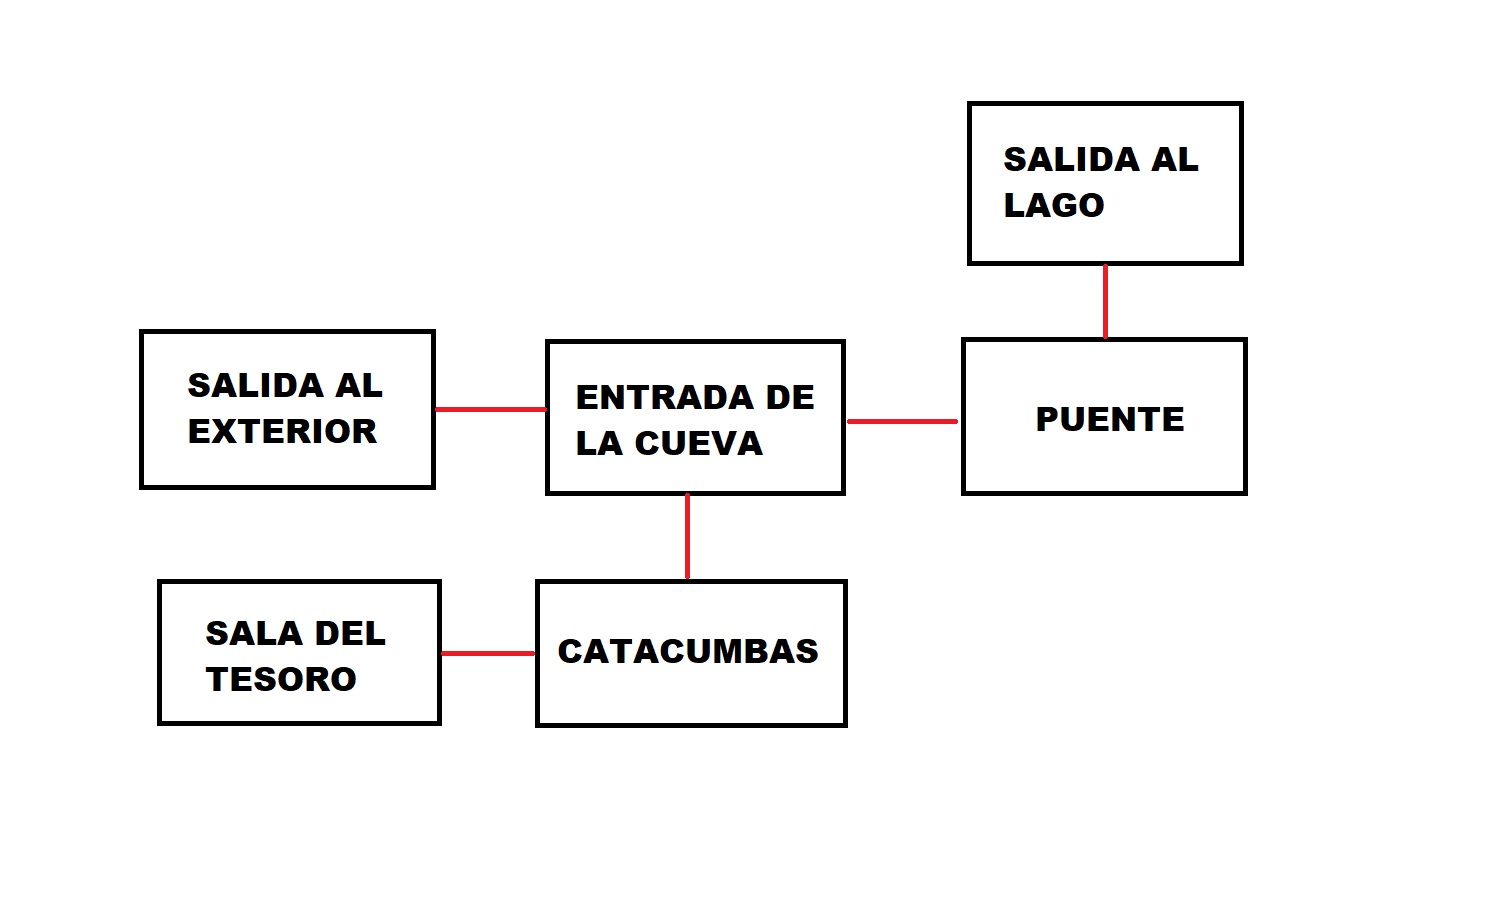 SALIDA AL
LAGO
SALIDA AL
EXTERIOR
ENTRADA DE
LA CUEVA
PUENTE
SALA DEL
TESORO
CATACUMBAS